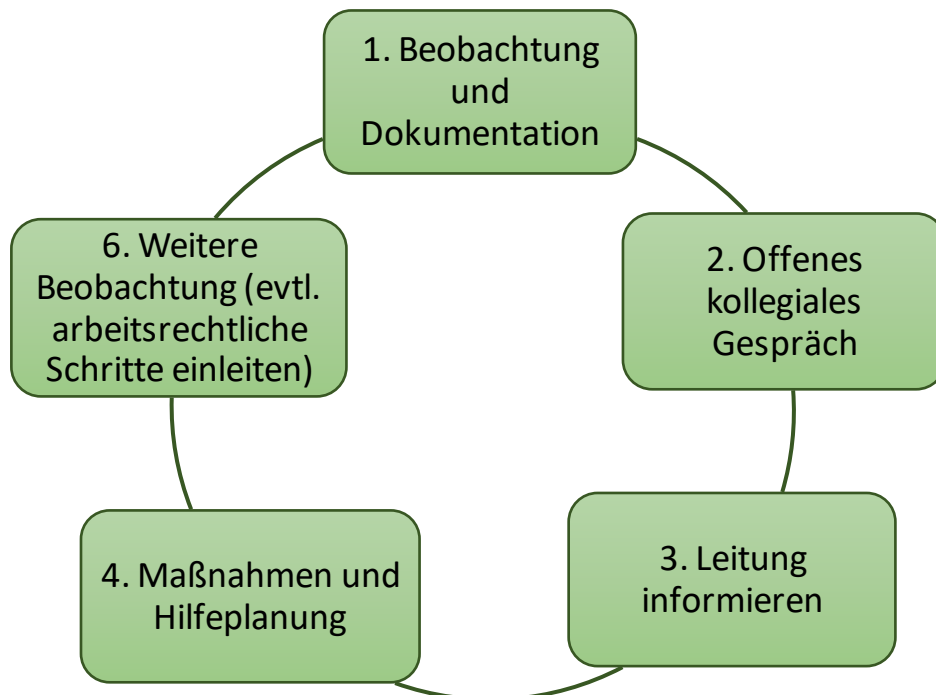 1. Beobachtung
und
Dokumentation
2. Offenes
kollegiales
Gespräch
3. Leitung
informieren
4. Maßnahmen und
Hilfeplanung
6. Weitere
Beobachtung (evtl.
arbeitsrechtliche
Schritte einleiten)